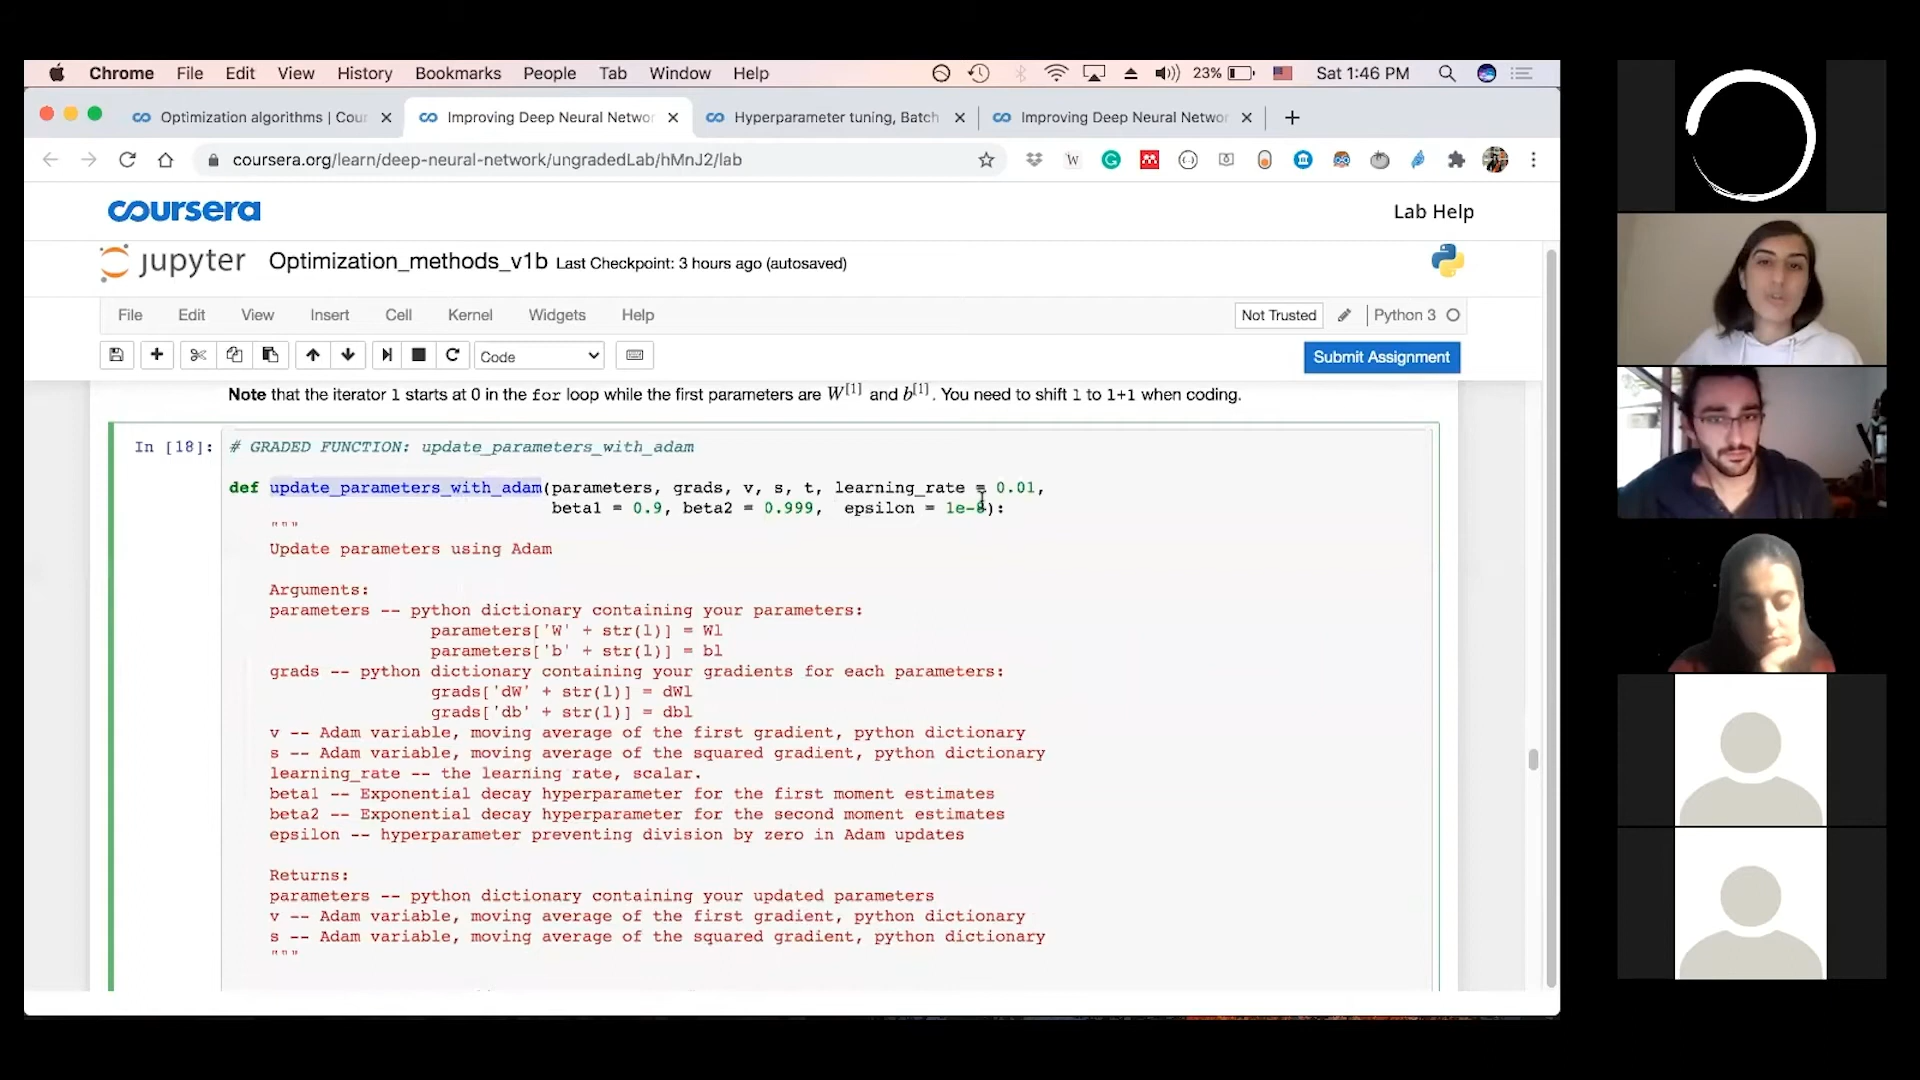 Chrome File Edit View History Bookmarks People Tab Window Help 23% Sat 1:46 PM
Optimization algorithms | Cour Improving Deep Neural Networ Hyperparameter tuning, Batch Improving Deep Neural Networ
coursera.org/learn/deep-neural-network/ungradedLab/hMnJ2/lab
coursera Lab Help
jupyter Optimization_methods_v1b Last Checkpoint: 3 hours ago (autosaved)
File Edit View Insert Cell Kernel Widgets Help Not Trusted Python 3
Code Submit Assignment
Note that the iterator l starts at 0 in the for loop while the first parameters are W[1] and b[1]. You need to shift l to l+1 when coding.
In [18]: # GRADED FUNCTION: update_parameters_with_adam
def update_parameters_with_adam(parameters, grads, v, s, t, learning_rate = 0.01,
beta1 = 0.9, beta2 = 0.999, epsilon = 1e-8):
"""
Update parameters using Adam
Arguments:
parameters -- python dictionary containing your parameters:
parameters['W' + str(l)] = Wl
parameters['b' + str(l)] = bl
grads -- python dictionary containing your gradients for each parameters:
grads['dW' + str(l)] = dWl
grads['db' + str(l)] = dbl
v -- Adam variable, moving average of the first gradient, python dictionary
s -- Adam variable, moving average of the squared gradient, python dictionary
learning_rate -- the learning rate, scalar.
beta1 -- Exponential decay hyperparameter for the first moment estimates
beta2 -- Exponential decay hyperparameter for the second moment estimates
epsilon -- hyperparameter preventing division by zero in Adam updates
Returns:
parameters -- python dictionary containing your updated parameters
v -- Adam variable, moving average of the first gradient, python dictionary
s -- Adam variable, moving average of the squared gradient, python dictionary
"""